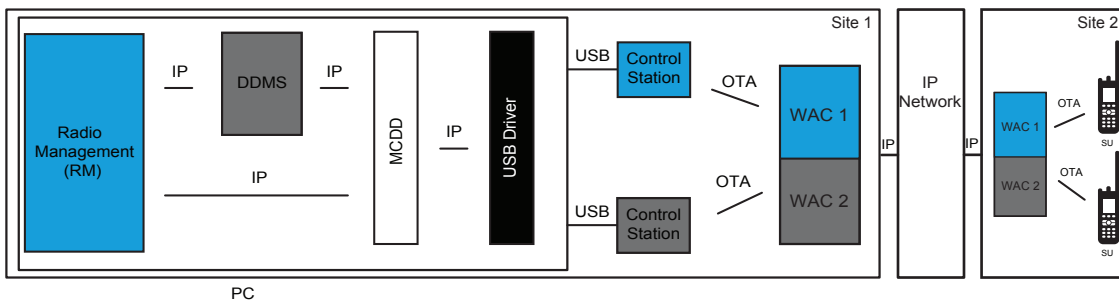 Site 1
Site 2
Radio
Management
(RM)
IP
DDMS
IP
IP
MCDD
IP
USB Driver
USB
Control
Station
OTA
WAC 1
WAC 2
USB
Control
Station
OTA
IP
IP
Network
IP
WAC 1
WAC 2
OTA
SU
OTA
SU
PC